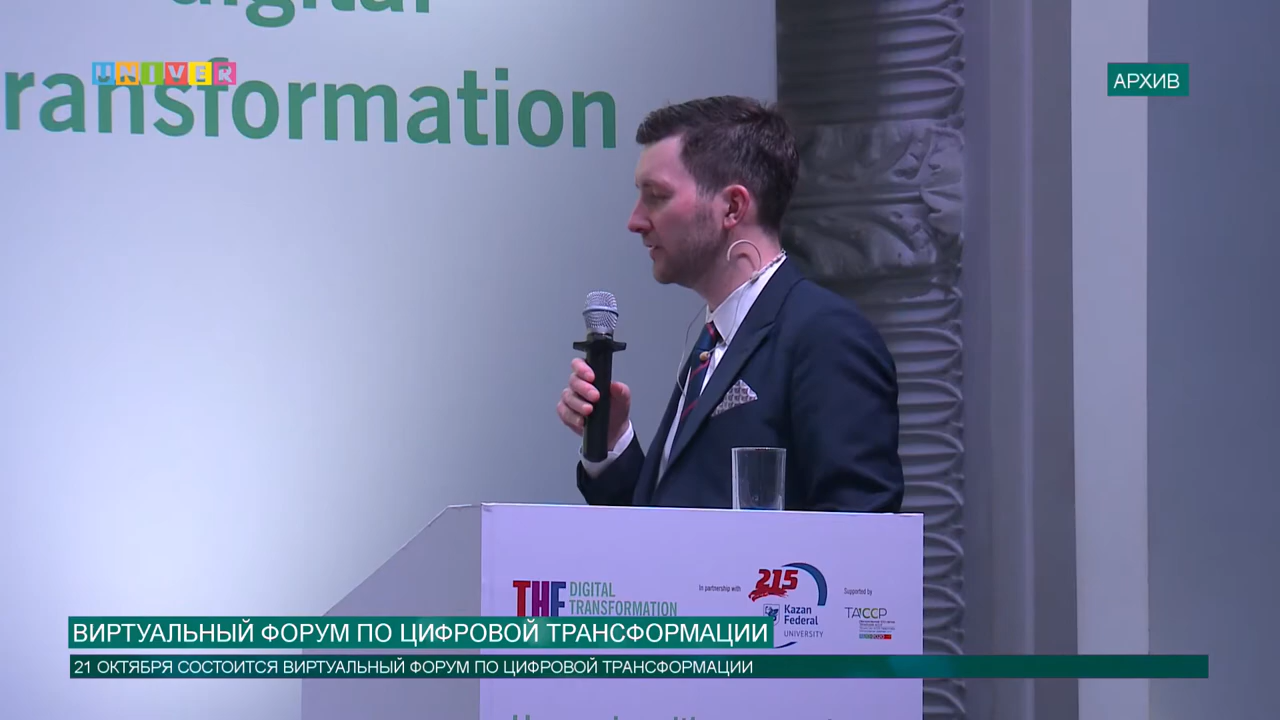 digital
ransformation
UNIVER
АРХИВ
THE DIGITAL
TRANSFORMATION
In partnership with
215
Kazan
Federal
UNIVERSITY
Supported by
ТАССР
ВИРТУАЛЬНЫЙ ФОРУМ ПО ЦИФРОВОЙ ТРАНСФОРМАЦИИ
21 ОКТЯБРЯ СОСТОИТСЯ ВИРТУАЛЬНЫЙ ФОРУМ ПО ЦИФРОВОЙ ТРАНСФОРМАЦИИ